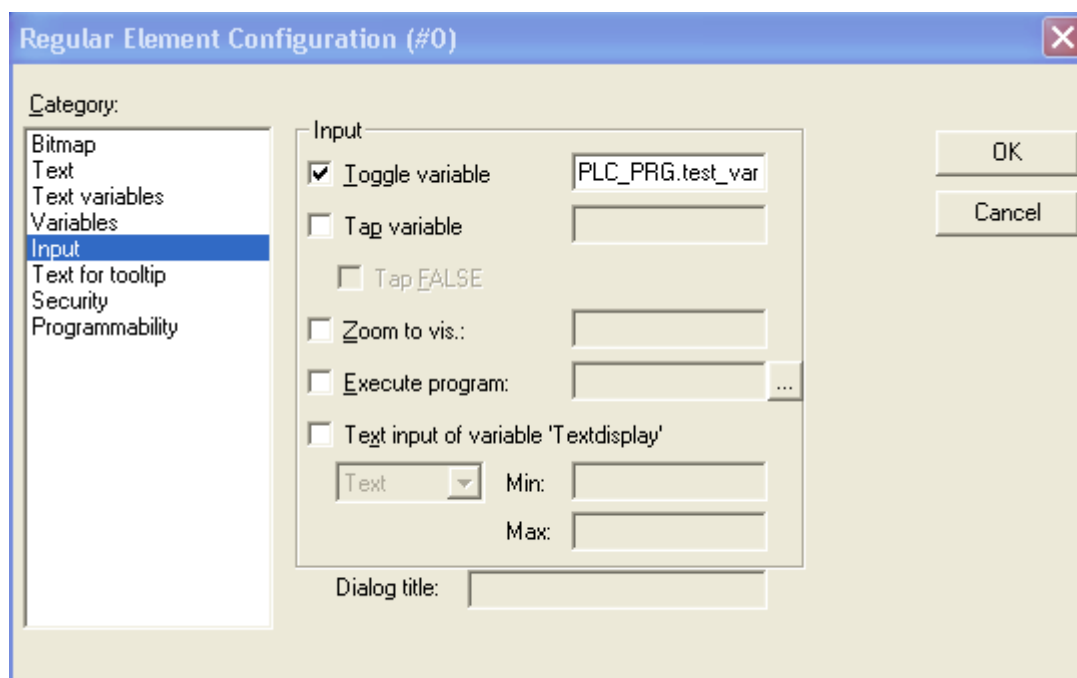 Regular Element Configuration (#0)
Category:
Bitmap
Text
Text variables
Variables
Input
Text for tooltip
Security
Programmability
Input
Toggle variable PLC_PRG.test_var
Tap variable
Tap FALSE
Zoom to vis.:
Execute program: ...
Text input of variable 'Textdisplay'
Text Min:
Max:
Dialog title:
OK
Cancel